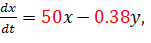 dx/dt = 50x − 0.38y,